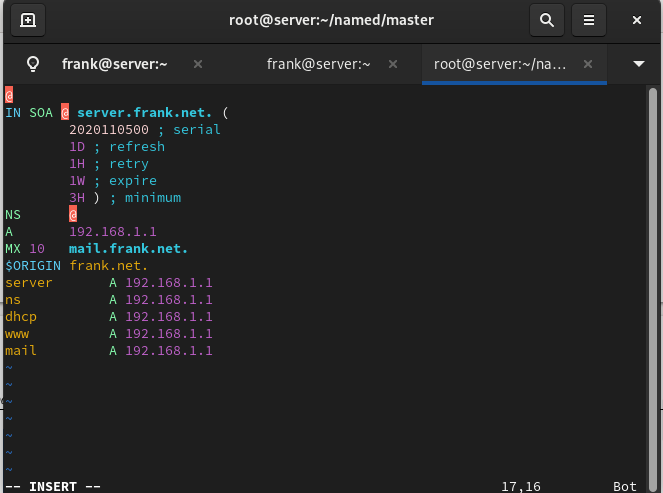 root@server:~/named/master
frank@server:~ × frank@server:~ × root@server:~/na... ×
@
IN SOA @ server.frank.net. (
2020110500 ; serial
1D ; refresh
1H ; retry
1W ; expire
3H ) ; minimum
NS @
A 192.168.1.1
MX 10 mail.frank.net.
$ORIGIN frank.net.
server A 192.168.1.1
ns A 192.168.1.1
dhcp A 192.168.1.1
www A 192.168.1.1
mail A 192.168.1.1
~
~
~
~
~
~
~
-- INSERT -- 17,16 Bot